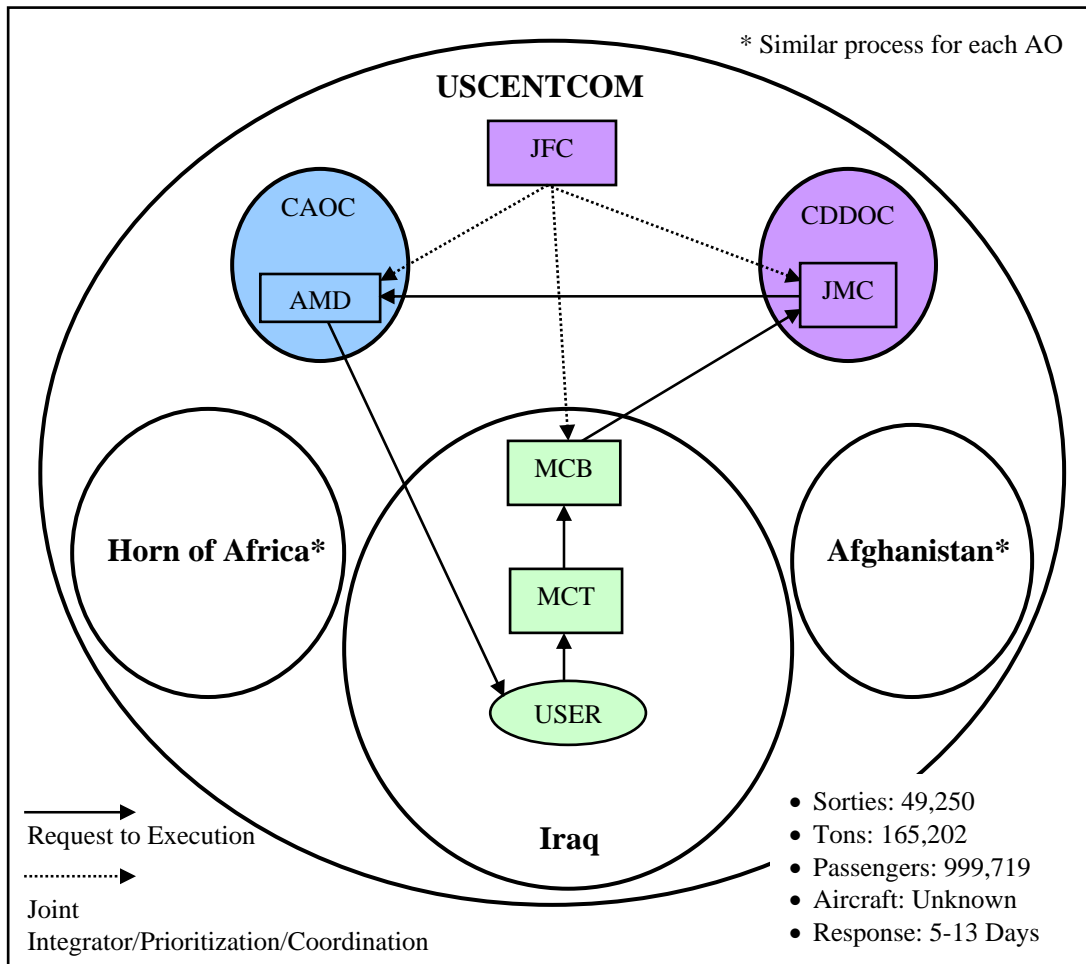 * Similar process for each AO
USCENTCOM
JFC
CAOC
CDDOC
AMD
JMC
MCB
Horn of Africa*
Afghanistan*
MCT
USER
Iraq
Request to Execution
Joint
Integrator/Prioritization/Coordination
• Sorties: 49,250
• Tons: 165,202
• Passengers: 999,719
• Aircraft: Unknown
• Response: 5-13 Days